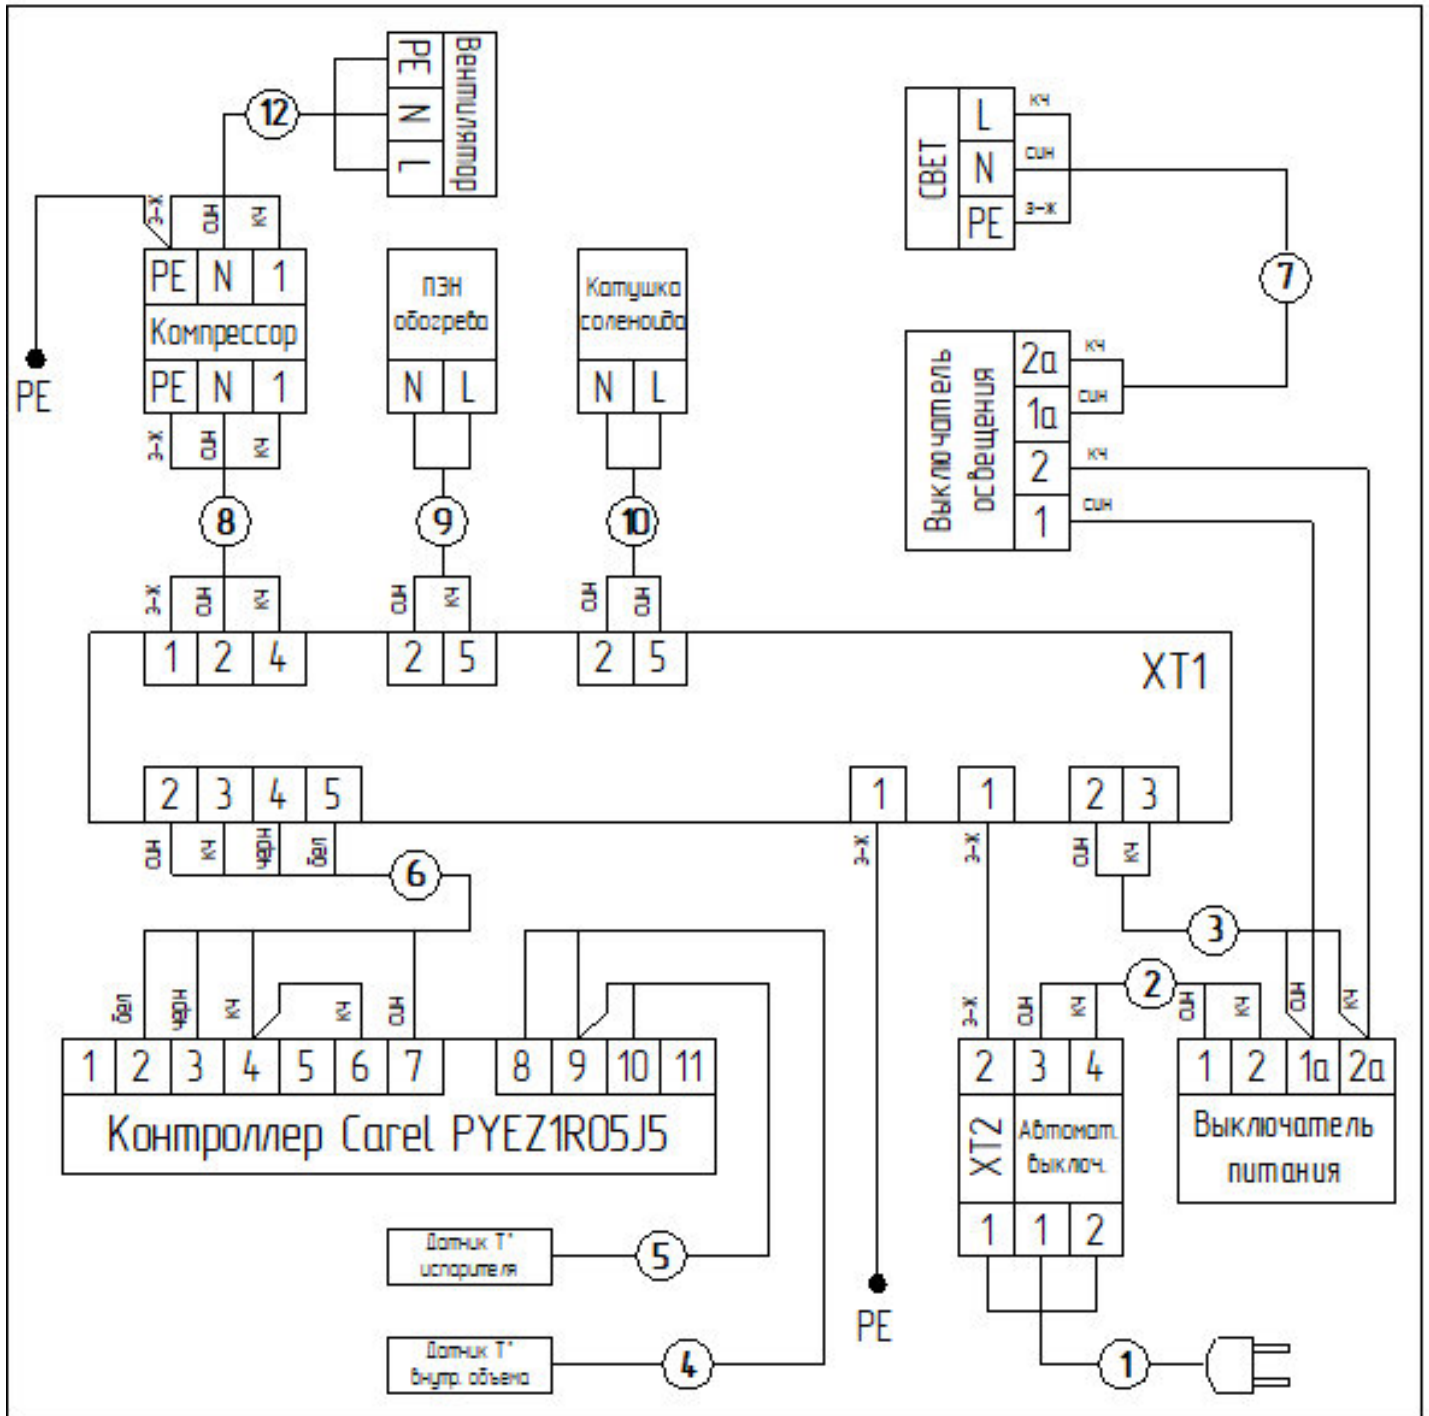 Вентилятор
PE
N
L
12
з-ж
син
кч
PE
PE N 1
Компрессор
PE N 1
з-ж
син
кч
8
з-ж
син
кч
ПЭН
обогрева
N L
9
син
кч
Катушка
соленоида
N L
10
син
син
СВЕТ
L
N
PE
кч
син
з-ж
7
Выключатель
освещения
2а
1а
2
1
кч
син
кч
син
1 2 4
2 5
2 5
XT1
2 3 4 5
1
1
2 3
син
кч
черн
бел
з-ж
з-ж
син
кч
6
3
2
бел
черн
кч
кч
син
з-ж
син
кч
син
кч
син
кч
1 2 3 4 5 6 7
8 9 10 11
Контроллер Carel PYEZ1R05J5
2 3 4
XT2
Автомат.
выключ.
1 1 2
1 2 1а 2а
Выключатель
питания
Датчик Т°
испарителя
5
PE
Датчик Т°
внутр. объема
4
1